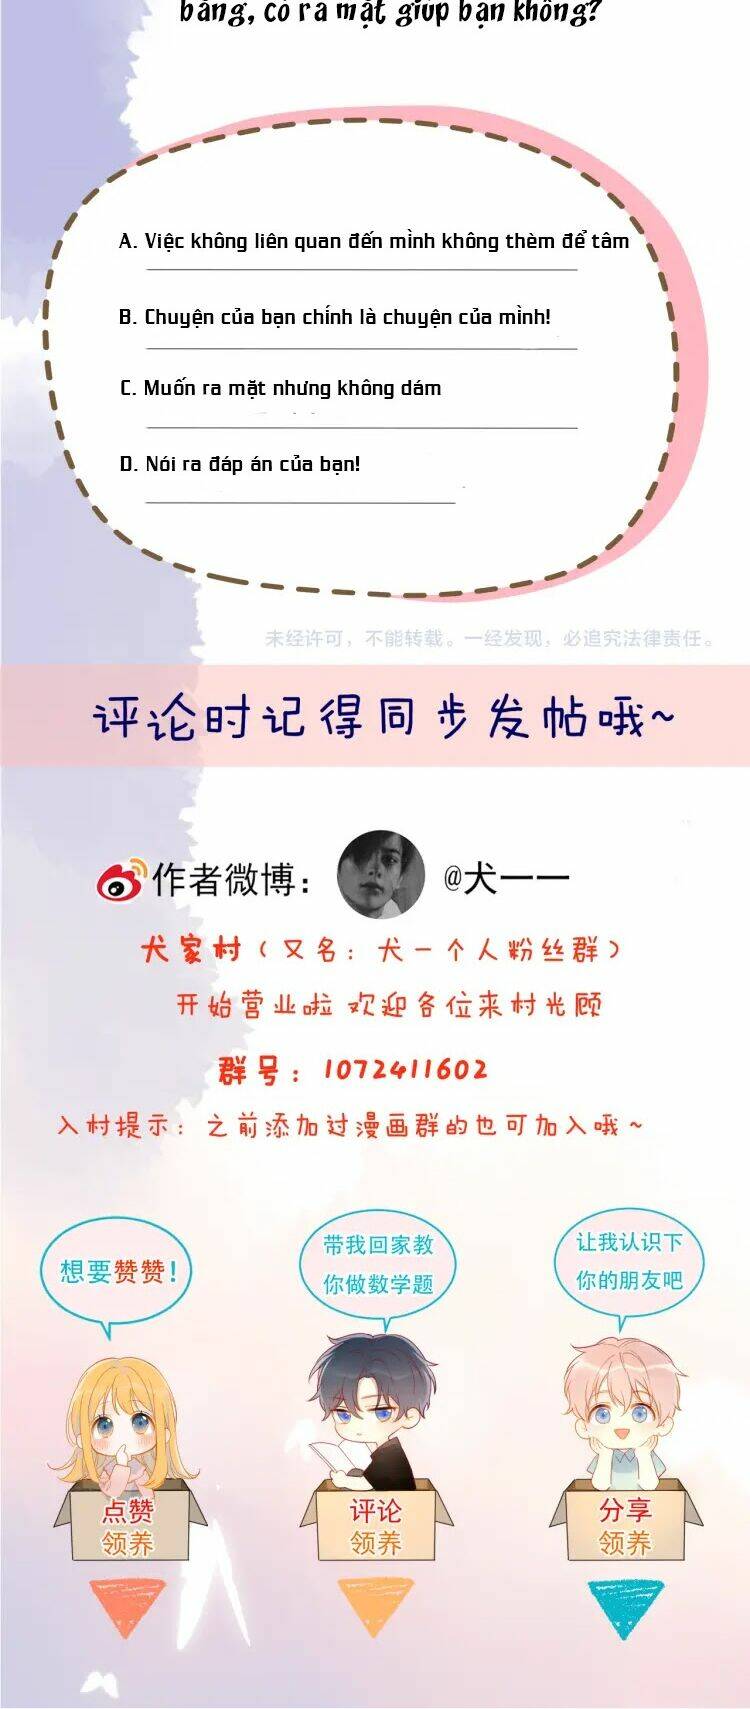 bằng, có ra mặt giúp bạn không?
A. Việc không liên quan đến mình không thèm để tâm
B. Chuyện của bạn chính là chuyện của mình!
C. Muốn ra mặt nhưng không dám
D. Nói ra đáp án của bạn!
未经许可，不能转载。一经发现，必追究法律责任。
评论时记得同步发帖哦~
作者微博：@犬一一
犬家村（又名：犬一个人粉丝群）
开始营业啦 欢迎各位来村光顾
群号：1072411602
入村提示：之前添加过漫画群的也可加入哦~
想要赞赞！
带我回家教
你做数学题
让我认识下
你的朋友吧
点赞
领养
评论
领养
分享
领养